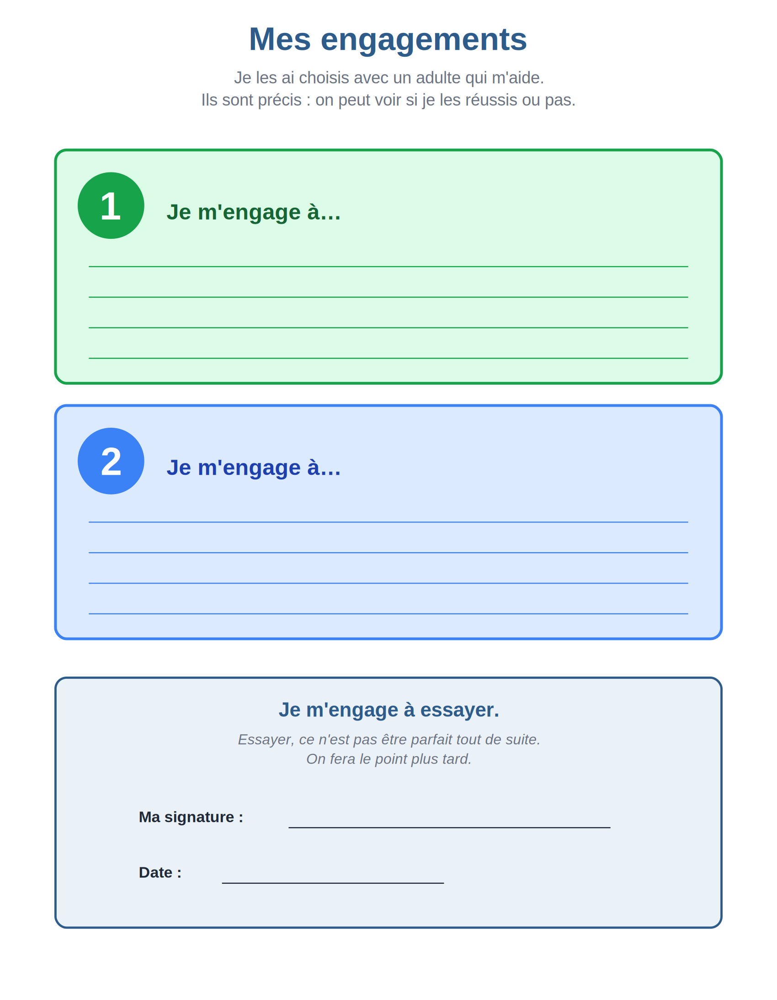 Mes engagements
Je les ai choisis avec un adulte qui m'aide.
Ils sont précis : on peut voir si je les réussis ou pas.
1
Je m'engage à…
2
Je m'engage à…
Je m'engage à essayer.
Essayer, ce n'est pas être parfait tout de suite.
On fera le point plus tard.
Ma signature :
Date :